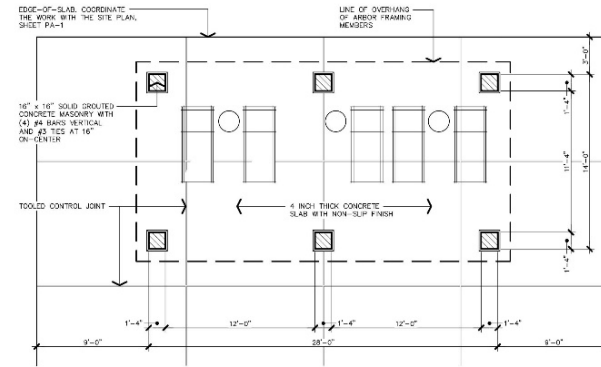 EDGE-OF-SLAB. COORDINATE
THE WORK WITH THE SITE PLAN,
SHEET PA-1
LINE OF OVERHANG
OF ARBOR FRAMING
MEMBERS
3'-0"
16" x 16" SOLID GROUTED
CONCRETE MASONRY WITH
(4) #4 BARS VERTICAL
AND #3 TIES AT 16"
ON-CENTER
1'-4"
11'-4"
14'-0"
TOOLED CONTROL JOINT
4 INCH THICK CONCRETE
SLAB WITH NON-SLIP FINISH
1'-4"
1'-4"
12'-0"
1'-4"
12'-0"
1'-4"
9'-0"
28'-0"
9'-0"